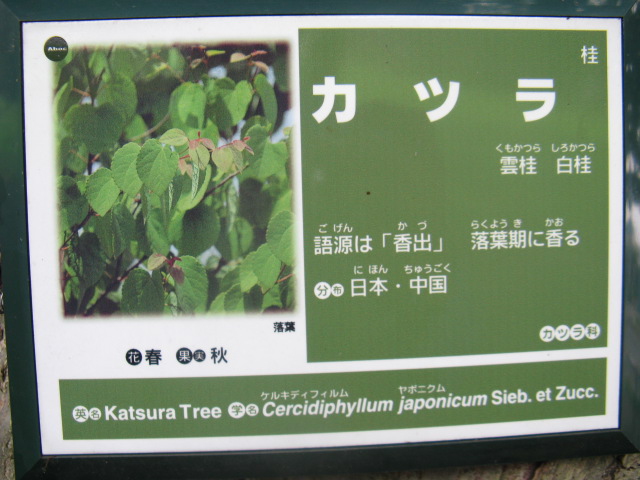 Aboc
桂
カツラ
くもかつら しろかつら
雲桂 白桂
ごげん かづ らくようき かお
語源は「香出」 落葉期に香る
にほん ちゅうごく
分布 日本・中国
カツラ科
落葉
花 春 果実 秋
ケルキディフィルム ヤポニクム
英名 Katsura Tree 学名 Cercidiphyllum japonicum Sieb. et Zucc.